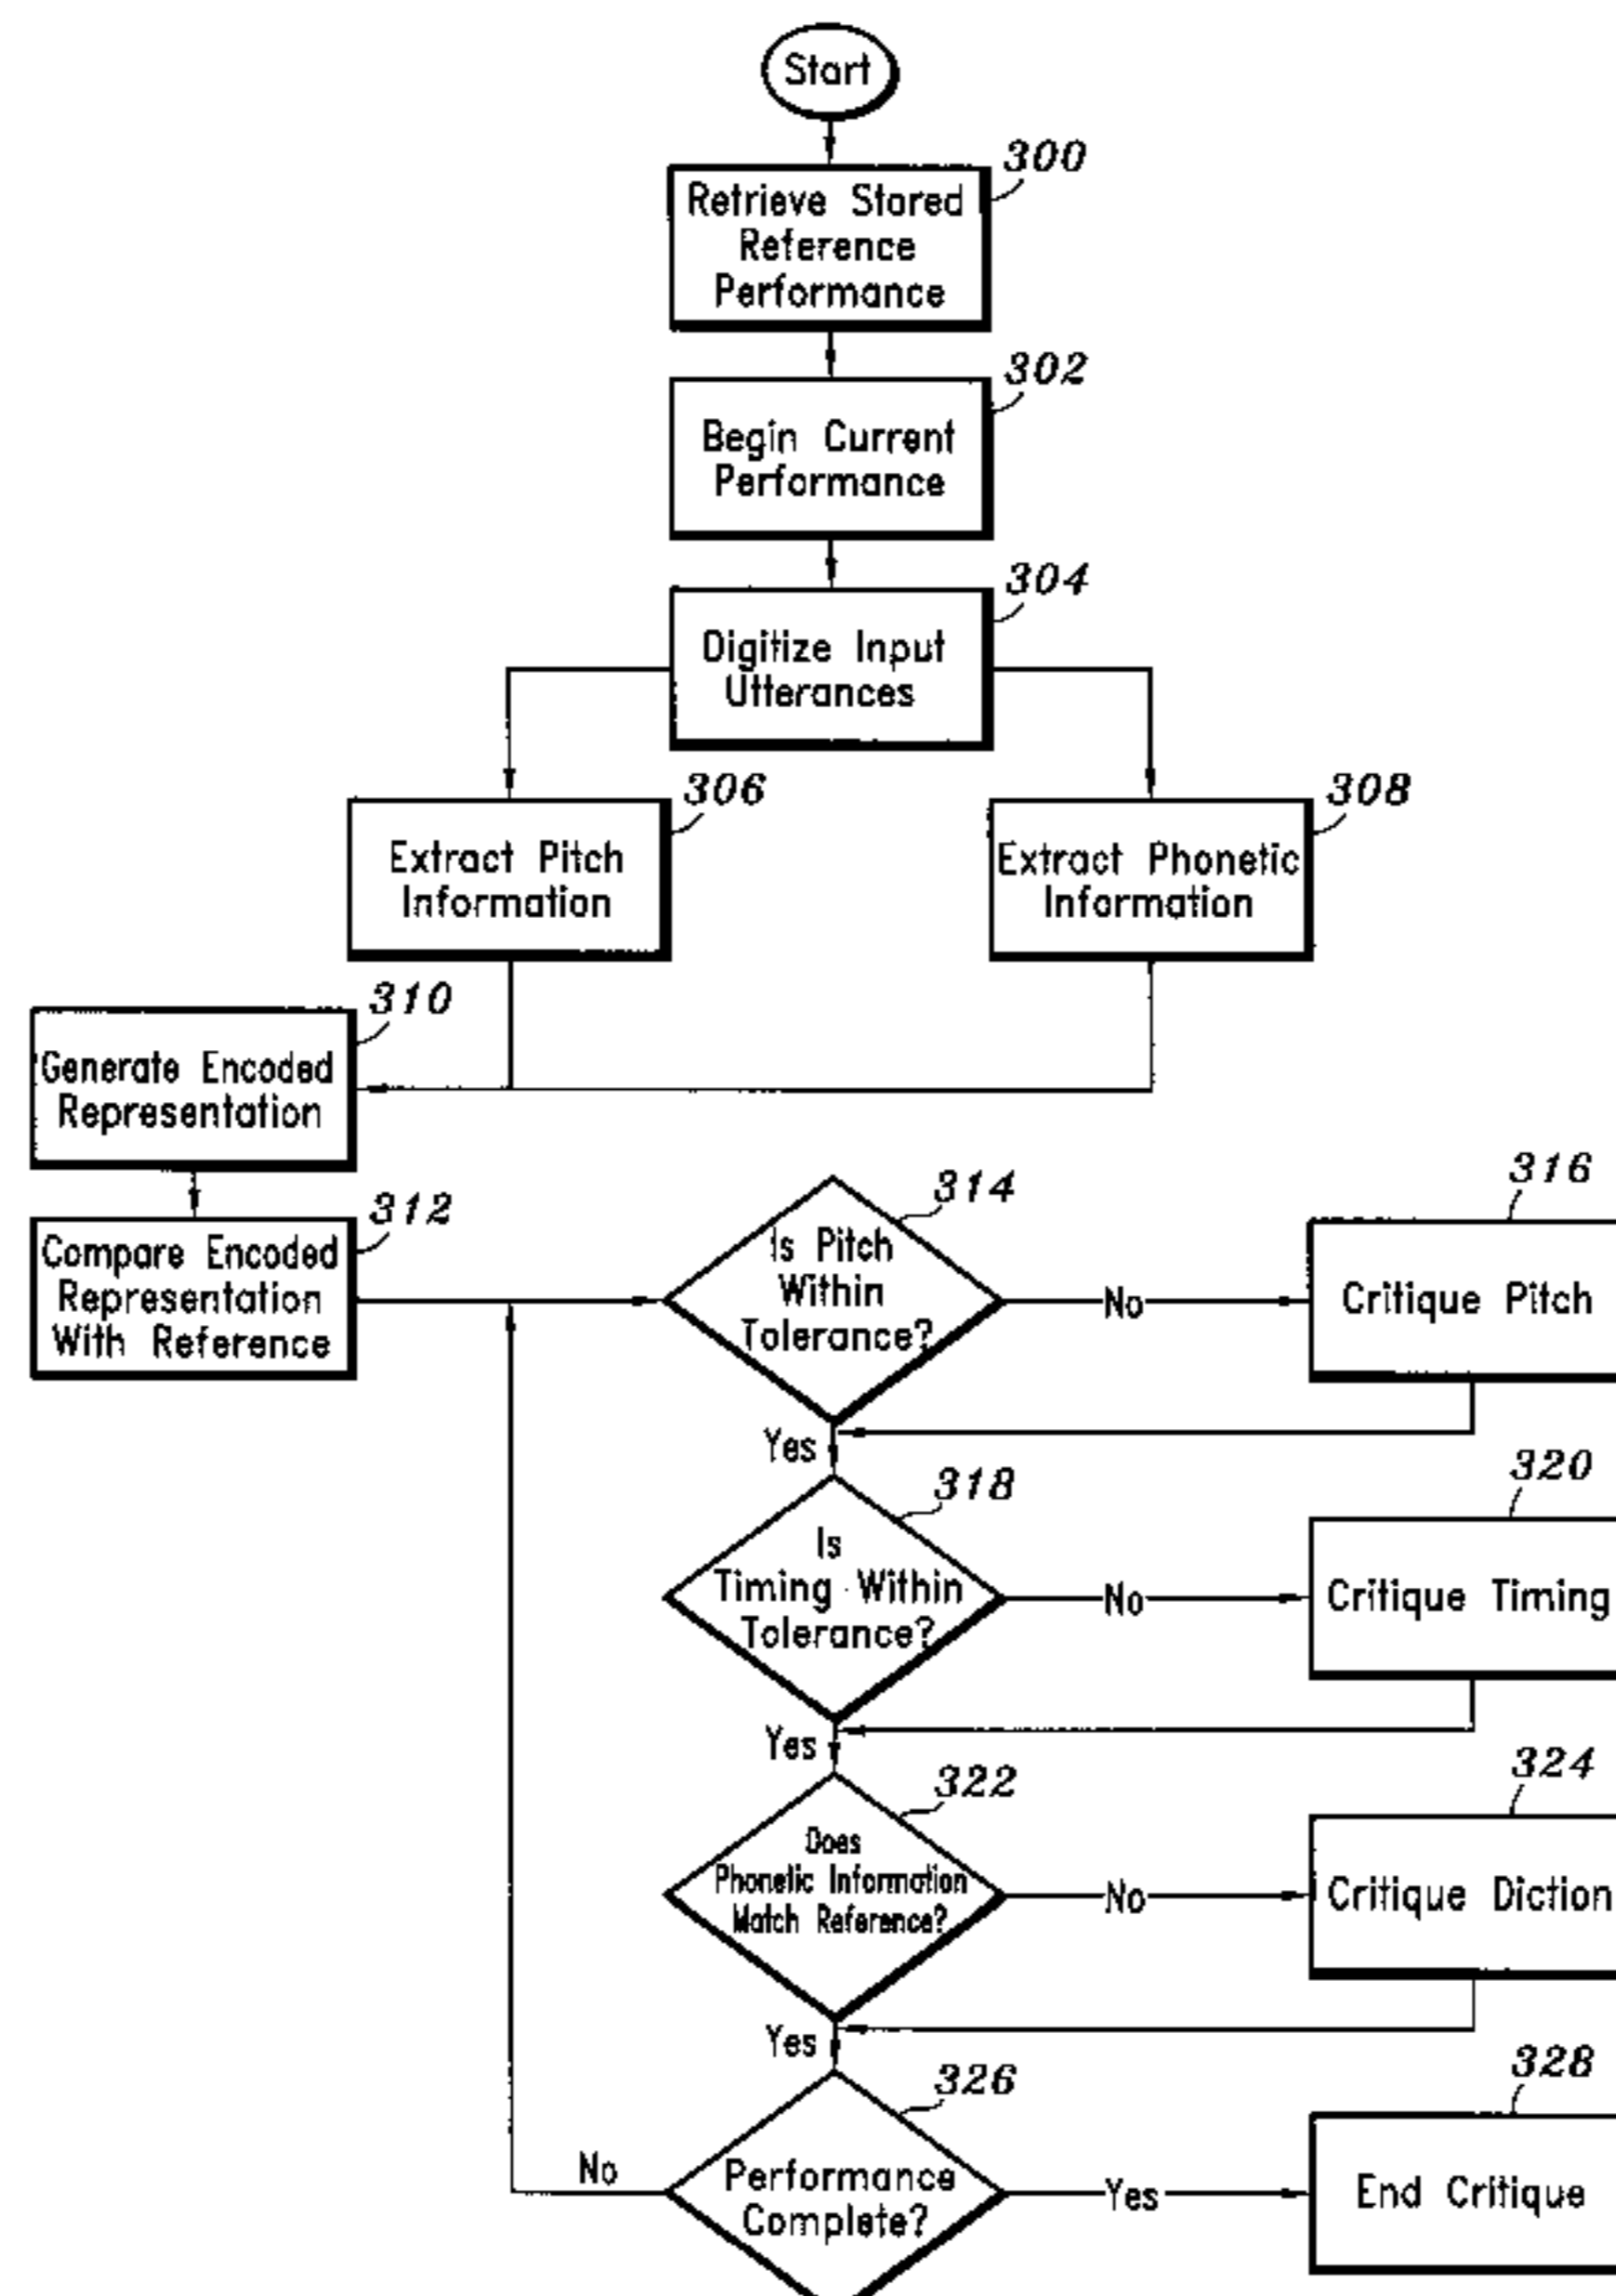 Start
300
Retrieve Stored
Reference
Performance
302
Begin Current
Performance
304
Digitize Input
Utterances
306
Extract Pitch
Information
308
Extract Phonetic
Information
310
Generate Encoded
Representation
312
Compare Encoded
Representation
With Reference
314
Is Pitch
Within
Tolerance?
No
316
Critique Pitch
Yes
318
Is
Timing Within
Tolerance?
No
320
Critique Timing
Yes
322
Does
Phonetic Information
Match Reference?
No
324
Critique Diction
Yes
326
Performance
Complete?
No
Yes
328
End Critique